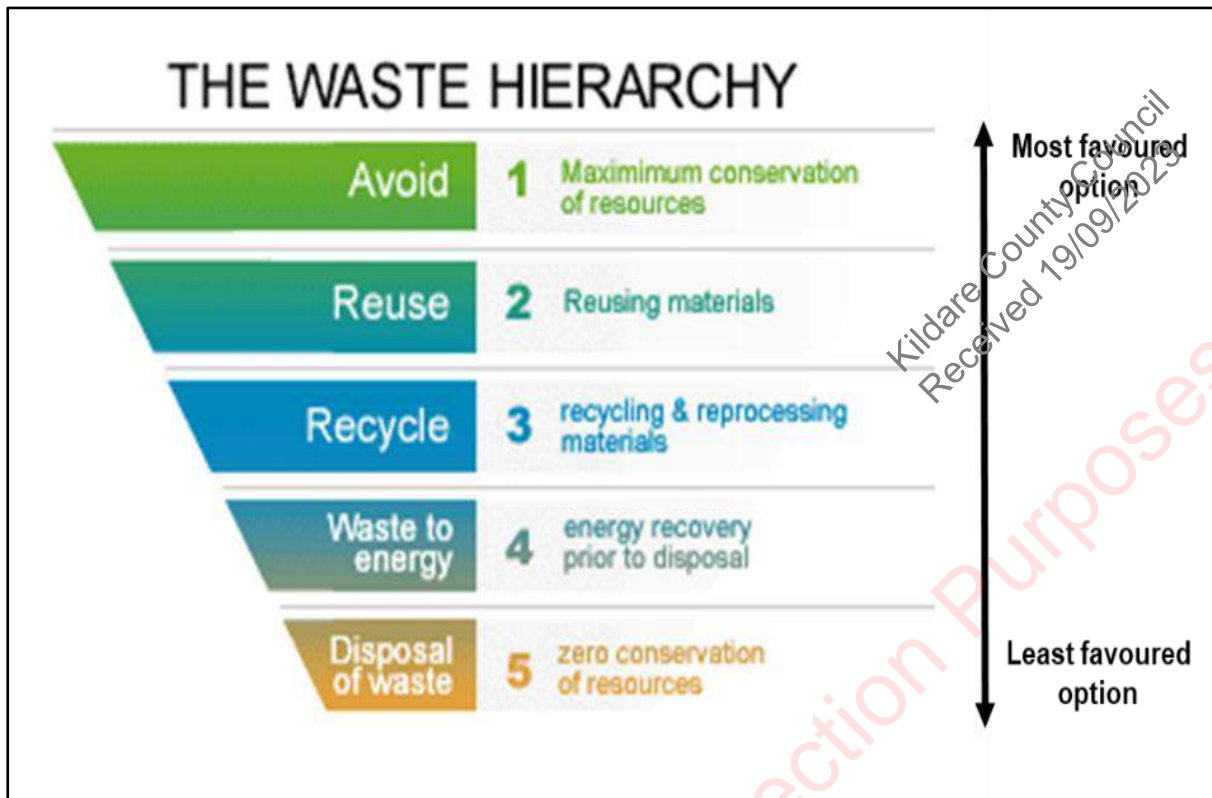 THE WASTE HIERARCHY
Avoid
1
Maximimum conservation
of resources
Reuse
2
Reusing materials
Recycle
3
recycling & reprocessing
materials
Waste to
energy
4
energy recovery
prior to disposal
Disposal
of waste
5
zero conservation
of resources
Most favoured
option
Least favoured
option
Kildare County Council
Received 19/09/2023
ection Purposes